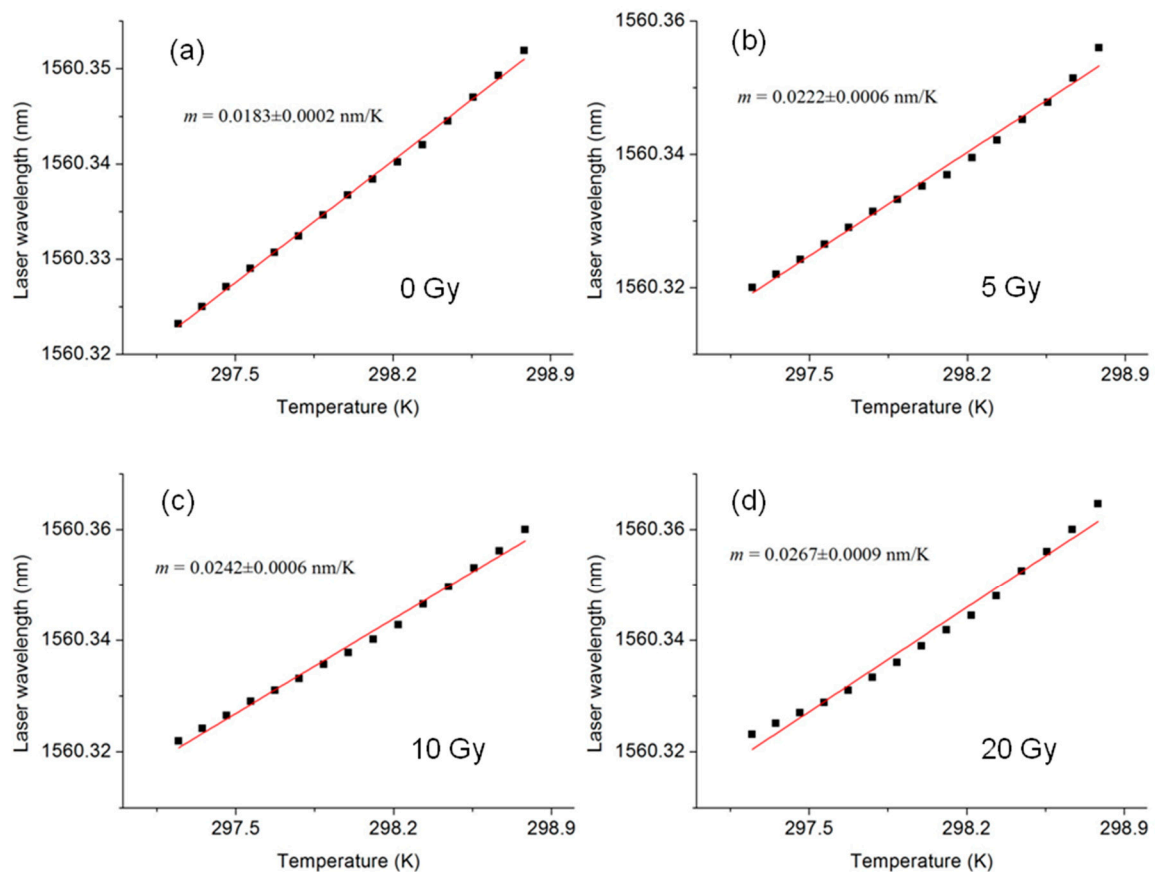 (a)
m = 0.0183±0.0002 nm/K
0 Gy
1560.35
1560.34
1560.33
1560.32
Laser wavelength (nm)
297.5 298.2 298.9
Temperature (K)
(b)
m = 0.0222±0.0006 nm/K
5 Gy
1560.36
1560.34
1560.32
Laser wavelength (nm)
297.5 298.2 298.9
Temperature (K)
(c)
m = 0.0242±0.0006 nm/K
10 Gy
1560.36
1560.34
1560.32
Laser wavelength (nm)
297.5 298.2 298.9
Temperature (K)
(d)
m = 0.0267±0.0009 nm/K
20 Gy
1560.36
1560.34
1560.32
Laser wavelength (nm)
297.5 298.2 298.9
Temperature (K)